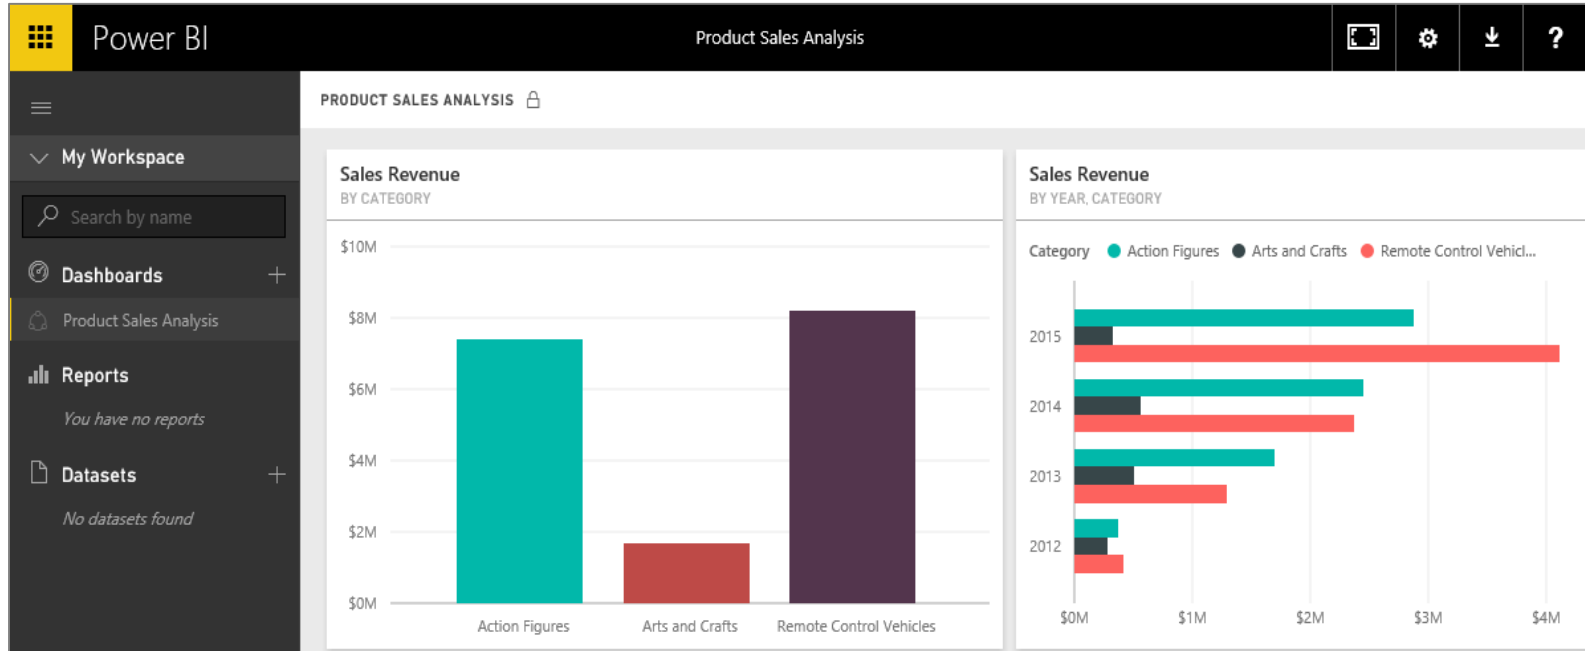 Power BI
Product Sales Analysis
?
My Workspace
Search by name
Dashboards
Product Sales Analysis
Reports
You have no reports
Datasets
No datasets found
PRODUCT SALES ANALYSIS
Sales Revenue
BY CATEGORY
$10M
$8M
$6M
$4M
$2M
$0M
Action Figures Arts and Crafts Remote Control Vehicles
Sales Revenue
BY YEAR, CATEGORY
Category Action Figures Arts and Crafts Remote Control Vehicl...
2015
2014
2013
2012
$0M $1M $2M $3M $4M